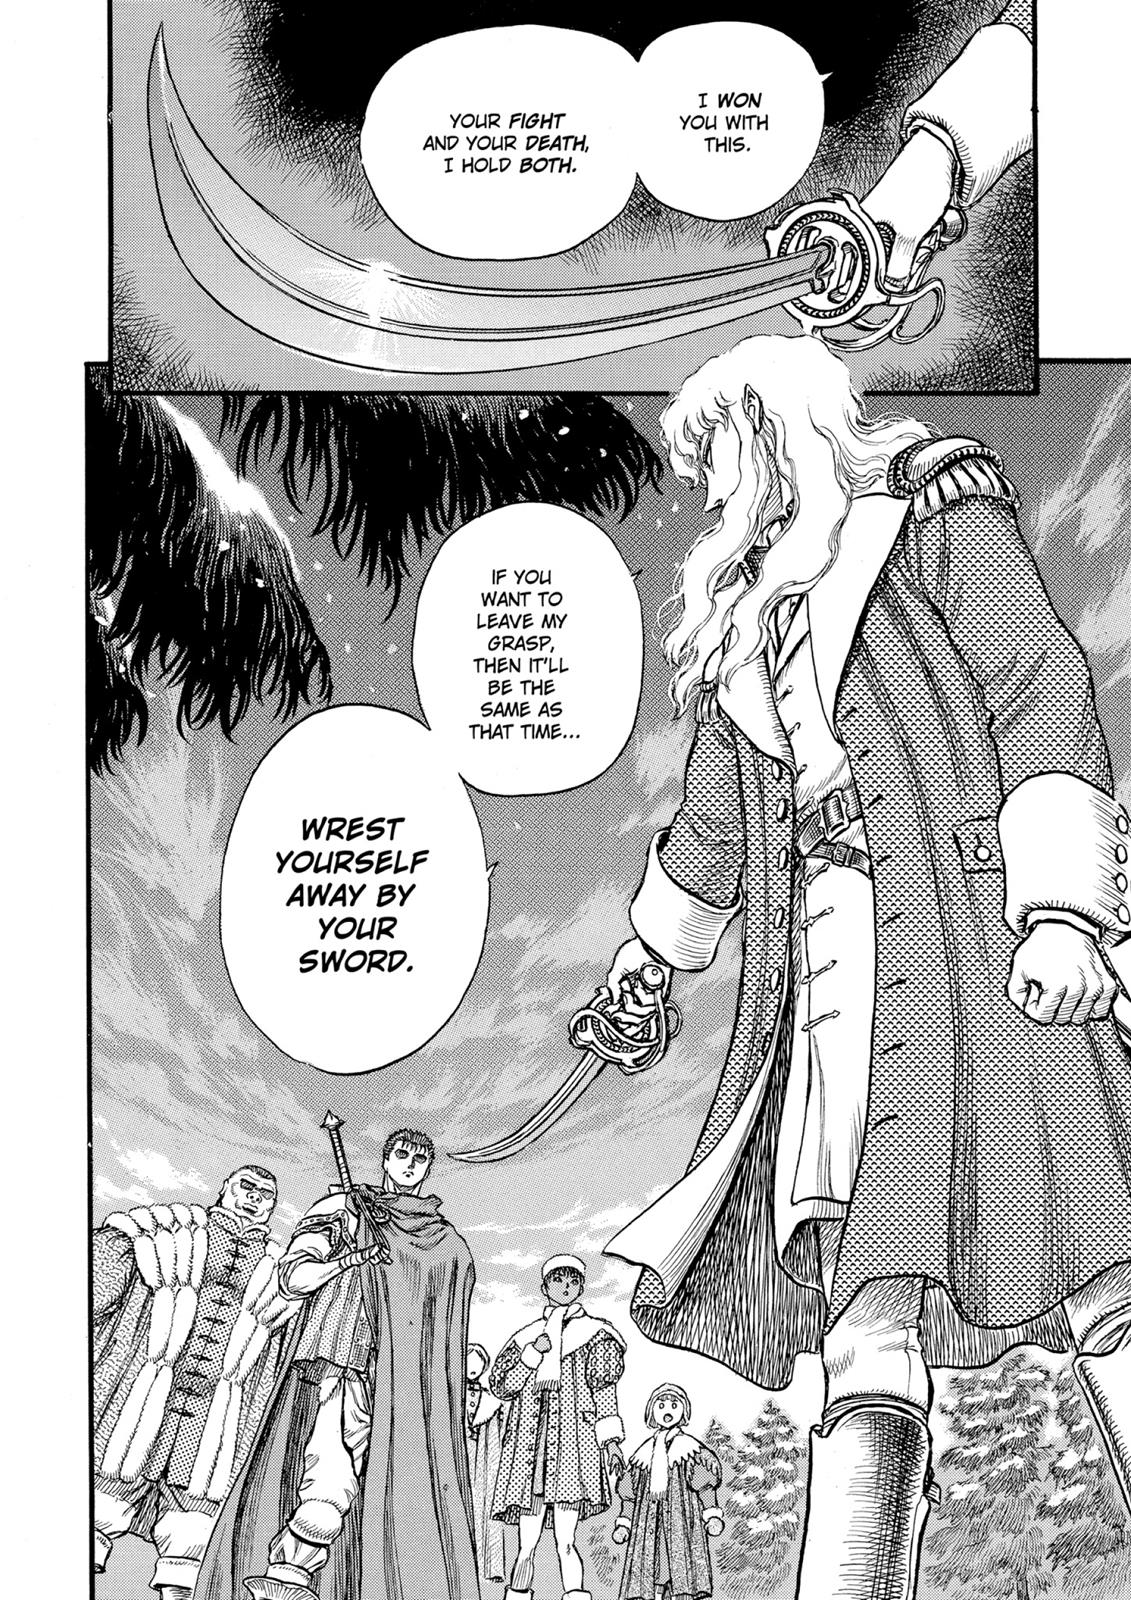 I WON
YOU WITH
THIS.
YOUR FIGHT
AND YOUR DEATH,
I HOLD BOTH.
IF YOU
WANT TO
LEAVE MY
GRASP,
THEN IT'LL
BE THE
SAME AS
THAT TIME...
WREST
YOURSELF
AWAY BY
YOUR
SWORD.